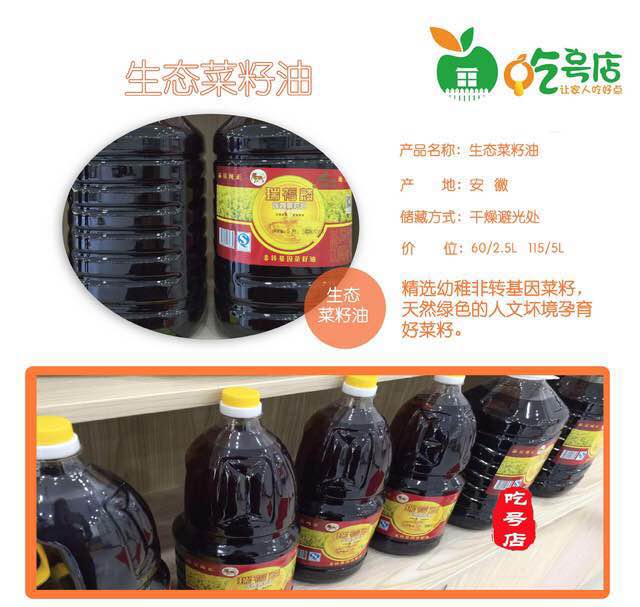 生态菜籽油
吃号店
让家人吃好点
产品名称：生态菜籽油
产 地：安 徽
储藏方式：干燥避光处
价 位：60/2.5L 115/5L
精选幼稚非转基因菜籽，
天然绿色的人文环境孕育
好菜籽。
生态
菜籽油
瑞福麟
非转基因菜籽油
吃
号
店